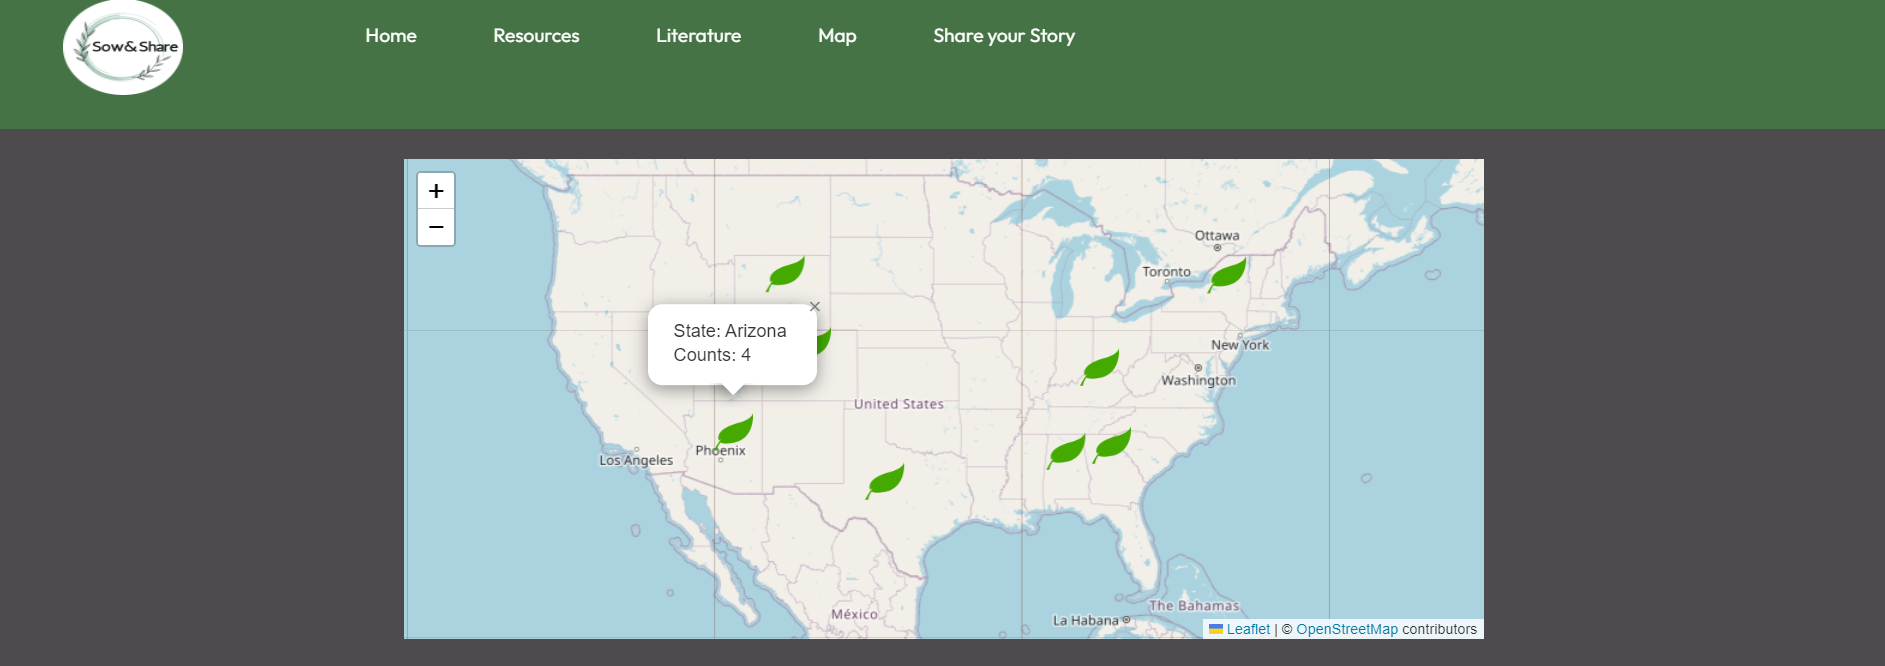 Sow & Share
Home
Resources
Literature
Map
Share your Story
+
−
Ottawa
Toronto
×
State: Arizona
Counts: 4
New York
Washington
United States
Phoenix
Los Angeles
México
The Bahamas
La Habana
Leaflet | © OpenStreetMap contributors